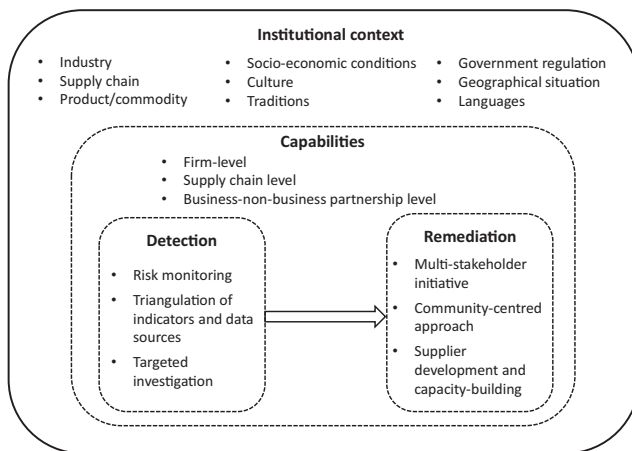 Institutional context
• Industry
• Supply chain
• Product/commodity
• Socio-economic conditions
• Culture
• Traditions
• Government regulation
• Geographical situation
• Languages
Capabilities
• Firm-level
• Supply chain level
• Business-non-business partnership level
Detection
• Risk monitoring
• Triangulation of
indicators and data
sources
• Targeted
investigation
Remediation
• Multi-stakeholder
initiative
• Community-centred
approach
• Supplier
development and
capacity-building